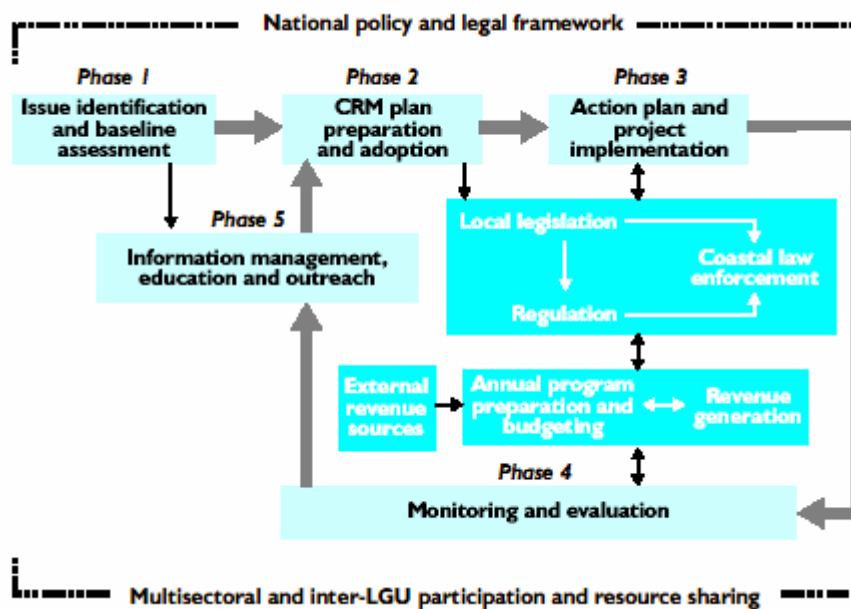 National policy and legal framework
Phase 1
Issue identification
and baseline
assessment
Phase 2
CRM plan
preparation
and adoption
Phase 3
Action plan and
project
implementation
Phase 5
Information management,
education and outreach
Local legislation
Coastal law
enforcement
Regulation
External
revenue
sources
Annual program
preparation and
budgeting
Revenue
generation
Phase 4
Monitoring and evaluation
Multisectoral and inter-LGU participation and resource sharing